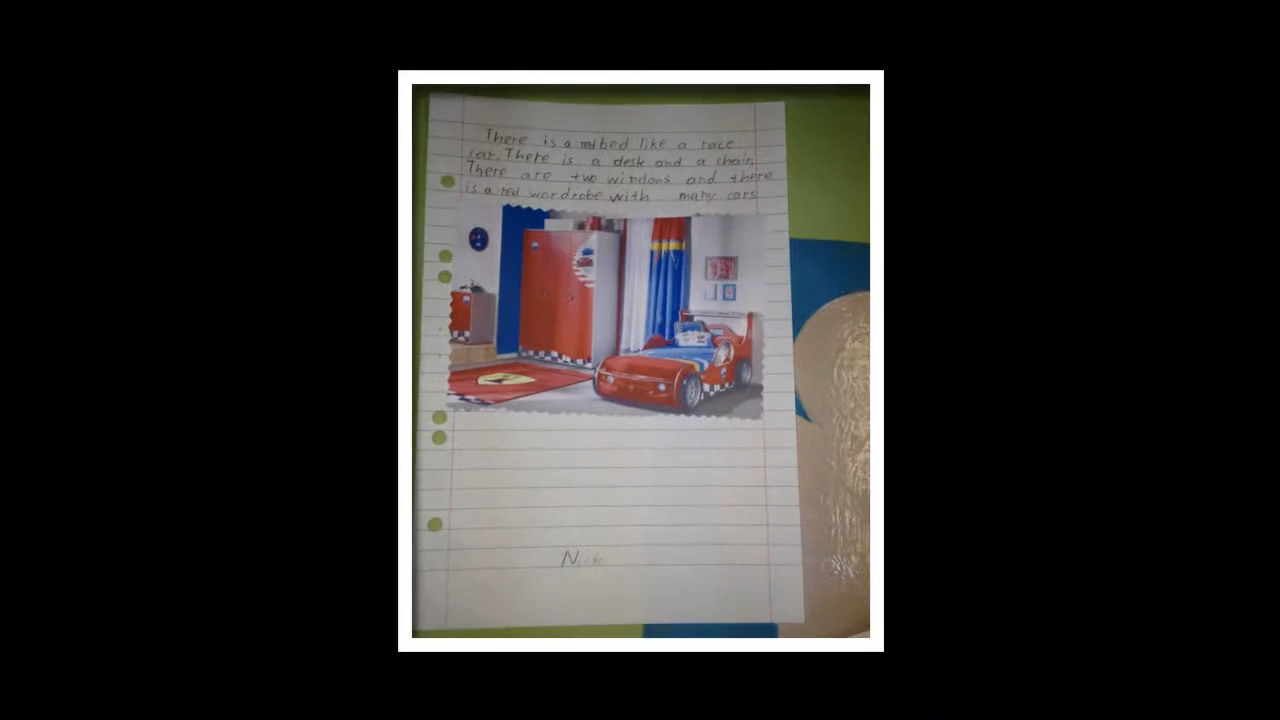 There is a red bed like a race
car. There is a desk and a chair.
There are two windows and there
is a red wardrobe with many cars